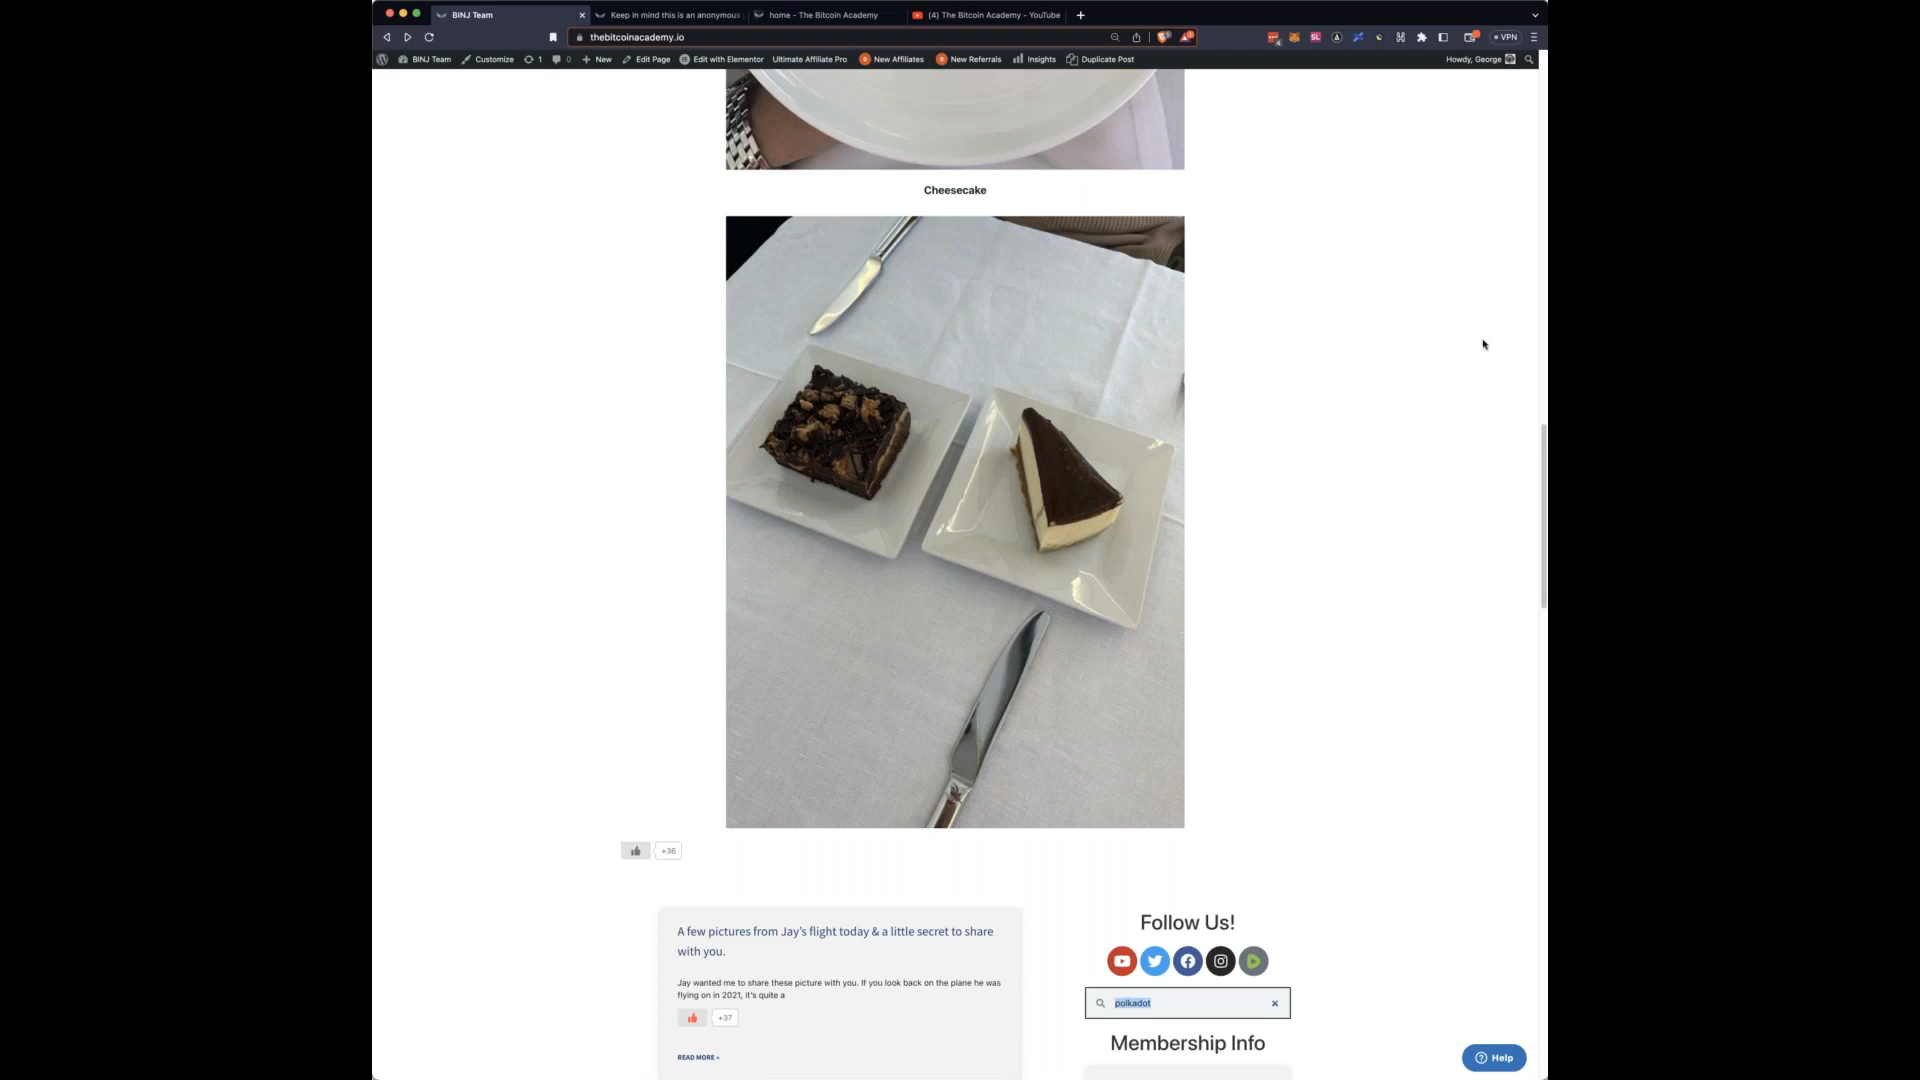 BINJ Team
Keep in mind this is an anonymous
home - The Bitcoin Academy
(4) The Bitcoin Academy - YouTube
thebitcoinacademy.io
VPN
BINJ Team
Customize
1
0
New
Edit Page
Edit with Elementor
Ultimate Affiliate Pro
0 New Affiliates
0 New Referrals
Insights
Duplicate Post
Howdy, George
Cheesecake
+36
A few pictures from Jay's flight today & a little secret to share
with you.
Jay wanted me to share these picture with you. If you look back on the plane he was
flying on in 2021, it's quite a
+37
READ MORE »
Follow Us!
polkadot
Membership Info
Help